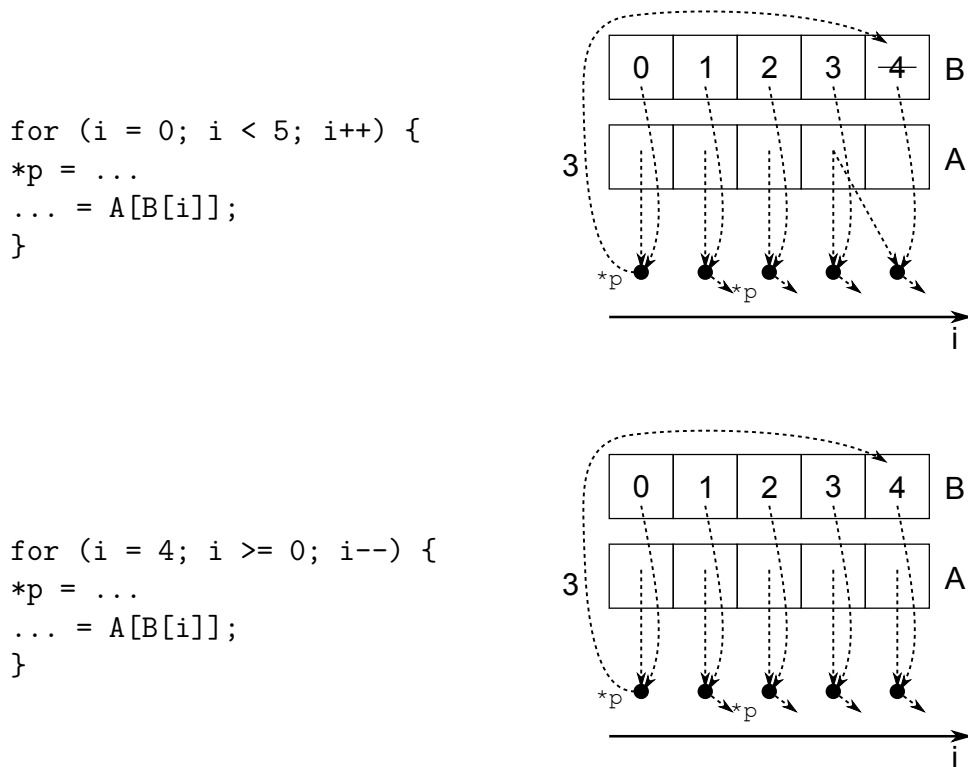 for (i = 0; i < 5; i++) {
*p = ...
... = A[B[i]];
}
0 1 2 3 4 B
A
3
*p *p
i
for (i = 4; i >= 0; i--) {
*p = ...
... = A[B[i]];
}
0 1 2 3 4 B
A
3
*p *p
i